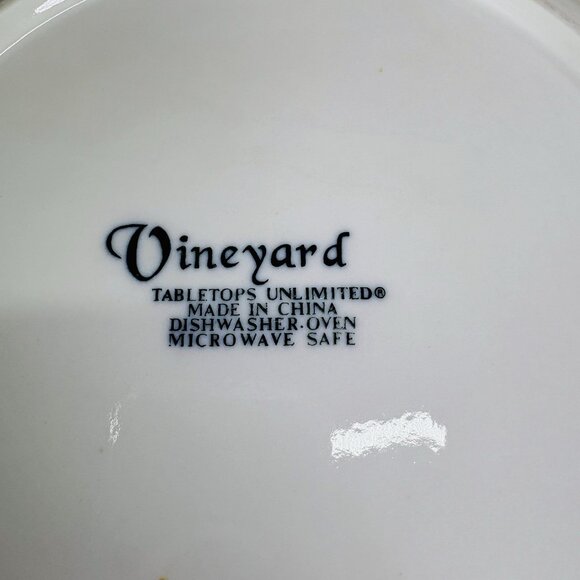 Vineyard
TABLETOPS UNLIMITED®
MADE IN CHINA
DISHWASHER·OVEN
MICROWAVE SAFE